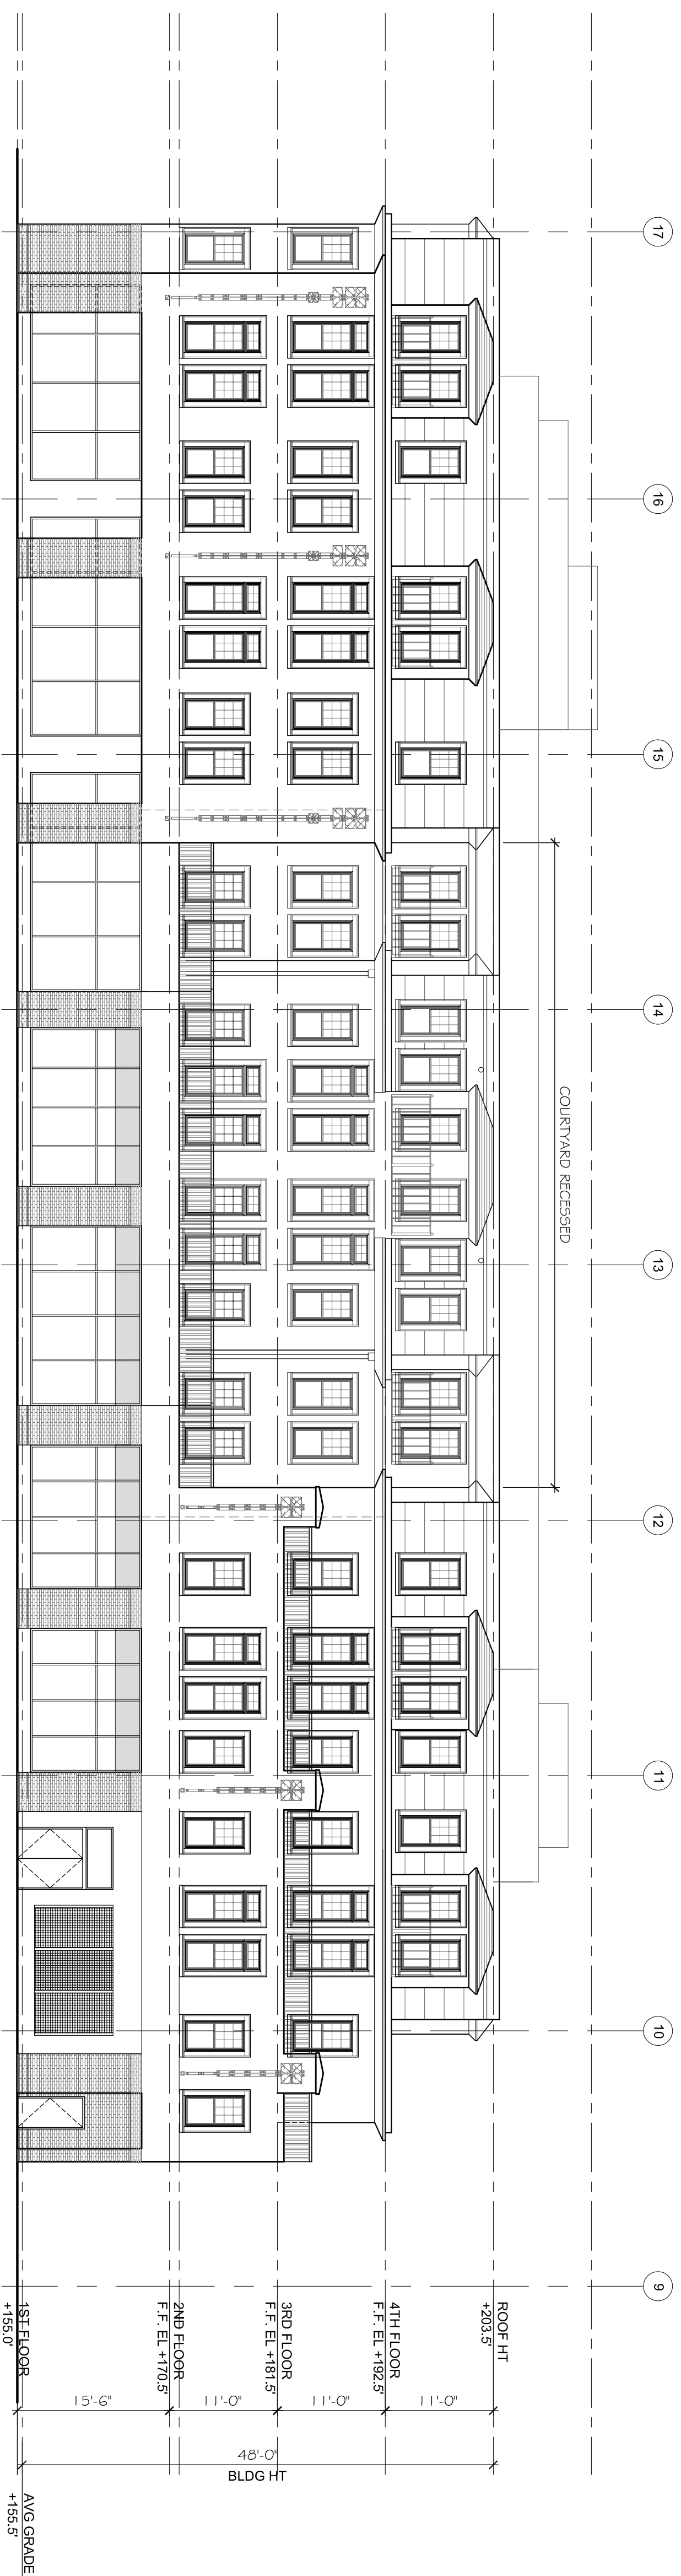 17
16
15
14
13
12
11
10
9
COURTYARD RECESSED
ROOF HT
+203.5'
4TH FLOOR
F.F. EL +192.5'
3RD FLOOR
F.F. EL +181.5'
2ND FLOOR
F.F. EL +170.5'
1ST FLOOR
+155.0'
11'-0"
11'-0"
11'-0"
15'-6"
48'-0"
BLDG HT
AVG GRADE
+155.5'